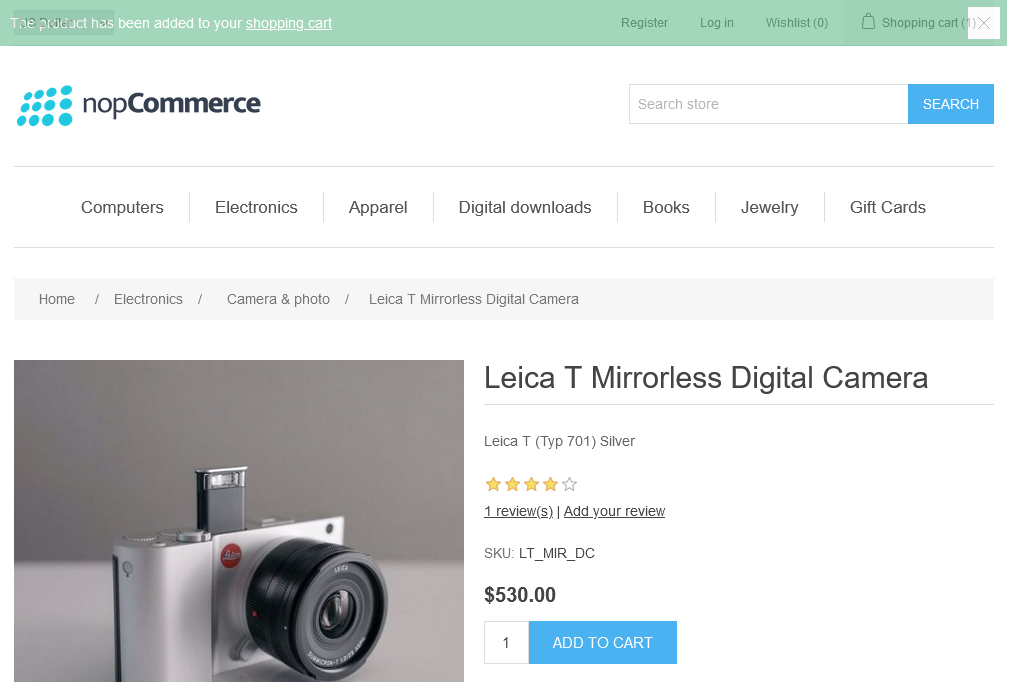 The product has been added to your shopping cart
Register
Log in
Wishlist (0)
Shopping cart (1)
nopCommerce
Search store
SEARCH
Computers
Electronics
Apparel
Digital downloads
Books
Jewelry
Gift Cards
Home / Electronics / Camera & photo / Leica T Mirrorless Digital Camera
Leica T Mirrorless Digital Camera
Leica T (Typ 701) Silver
1 review(s) | Add your review
SKU: LT_MIR_DC
$530.00
1
ADD TO CART
Leica
LEICA